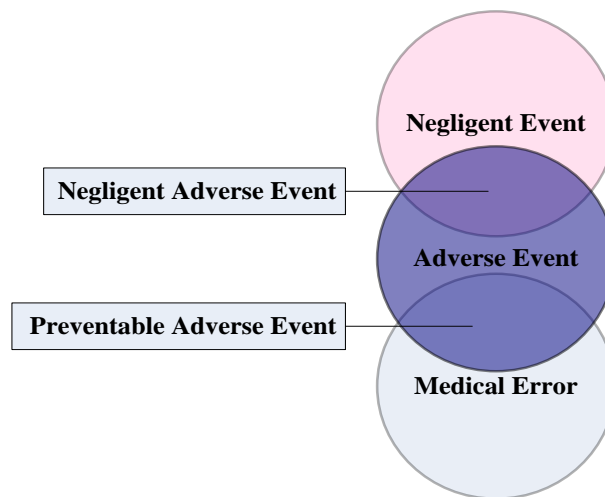 Negligent Event
Negligent Adverse Event
Adverse Event
Preventable Adverse Event
Medical Error